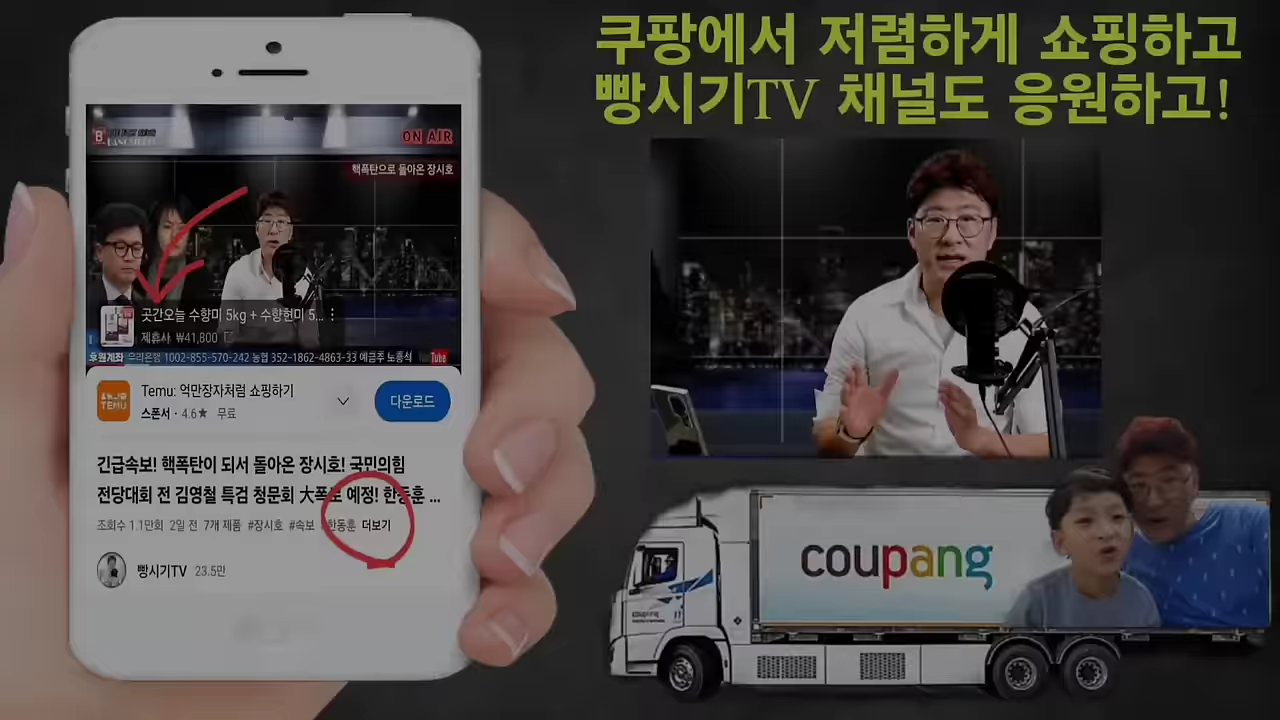 쿠팡에서 저렴하게 쇼핑하고
빵시기TV 채널도 응원하고!
B
ON AIR
핵폭탄으로 돌아온 장시호
곳간오늘 수향미 5kg + 수향현미 5...
제휴사 ₩41,800
후원계좌 우리은행 1002-855-570-242 농협 352-1862-4863-33 예금주 노흥식 YouTube
TEMU
Temu: 억만장자처럼 쇼핑하기
스폰서 · 4.6★ 무료
다운로드
긴급속보! 핵폭탄이 되서 돌아온 장시호! 국민의힘
전당대회 전 김영철 특검 청문회 大폭로 예정! 한동훈 ...
조회수 1.1만회 2일 전 7개 제품 #장시호 #속보 #한동훈 더보기
빵시기TV 23.5만
coupang
coupang